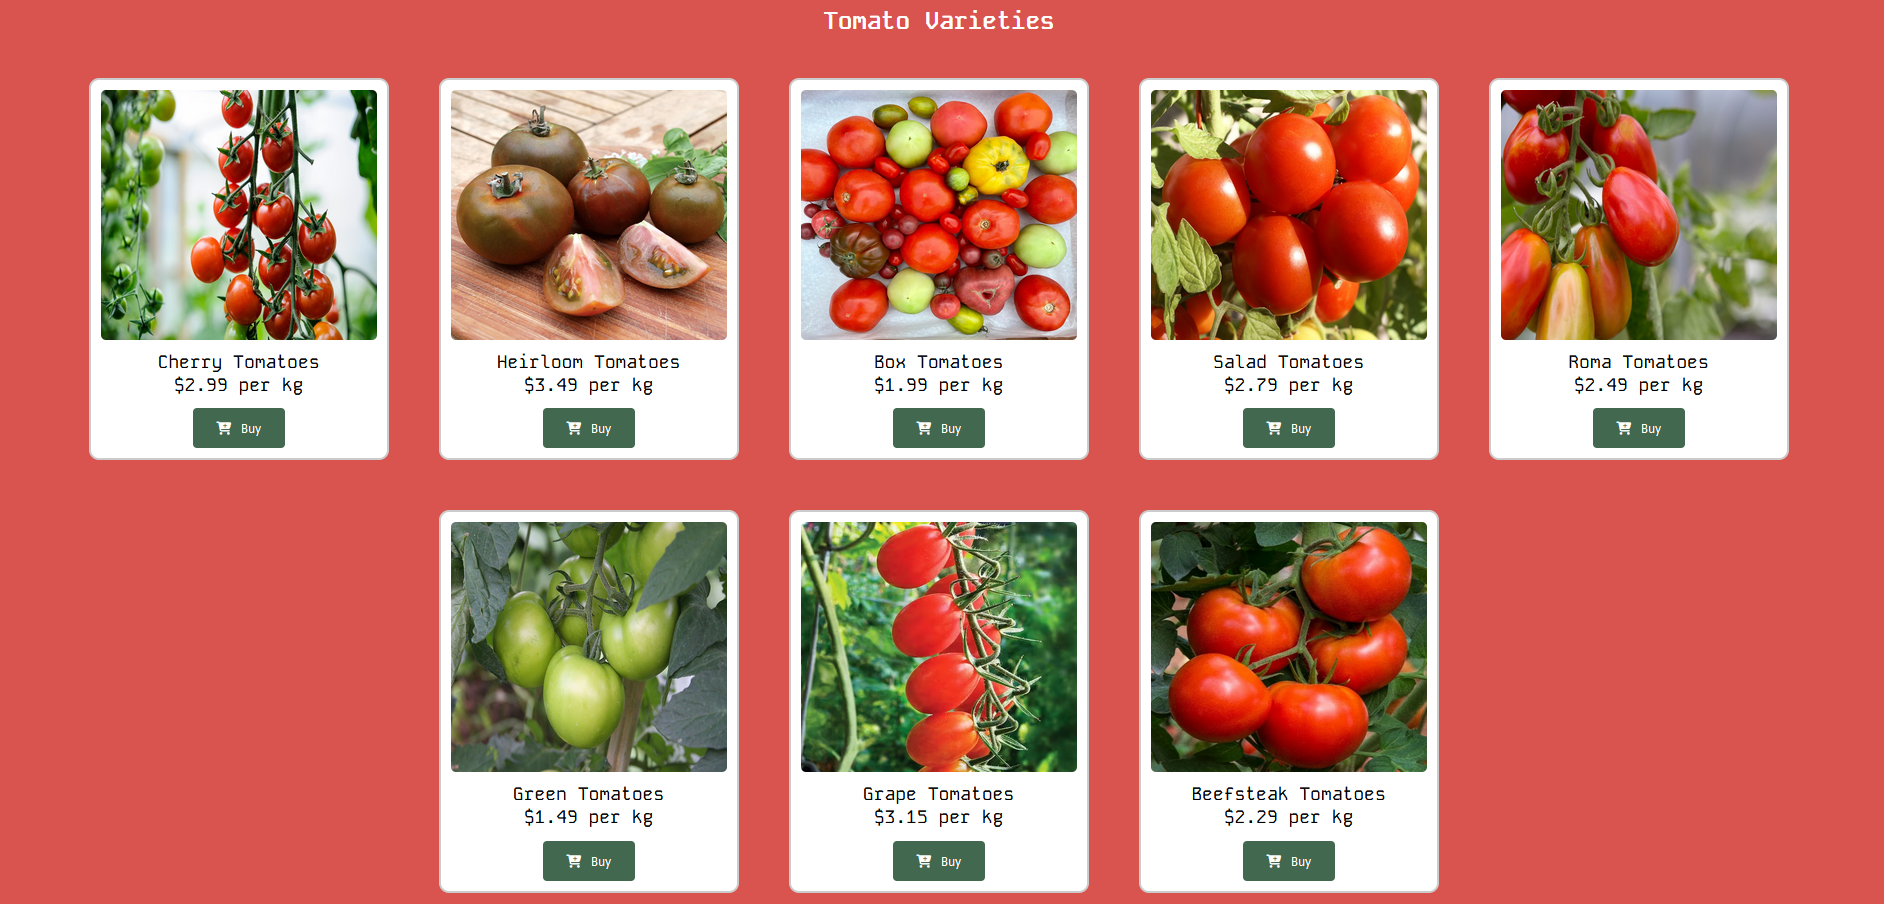 Tomato Varieties
Cherry Tomatoes
$2.99 per kg
Buy
Heirloom Tomatoes
$3.49 per kg
Buy
Box Tomatoes
$1.99 per kg
Buy
Salad Tomatoes
$2.79 per kg
Buy
Roma Tomatoes
$2.49 per kg
Buy
Green Tomatoes
$1.49 per kg
Buy
Grape Tomatoes
$3.15 per kg
Buy
Beefsteak Tomatoes
$2.29 per kg
Buy